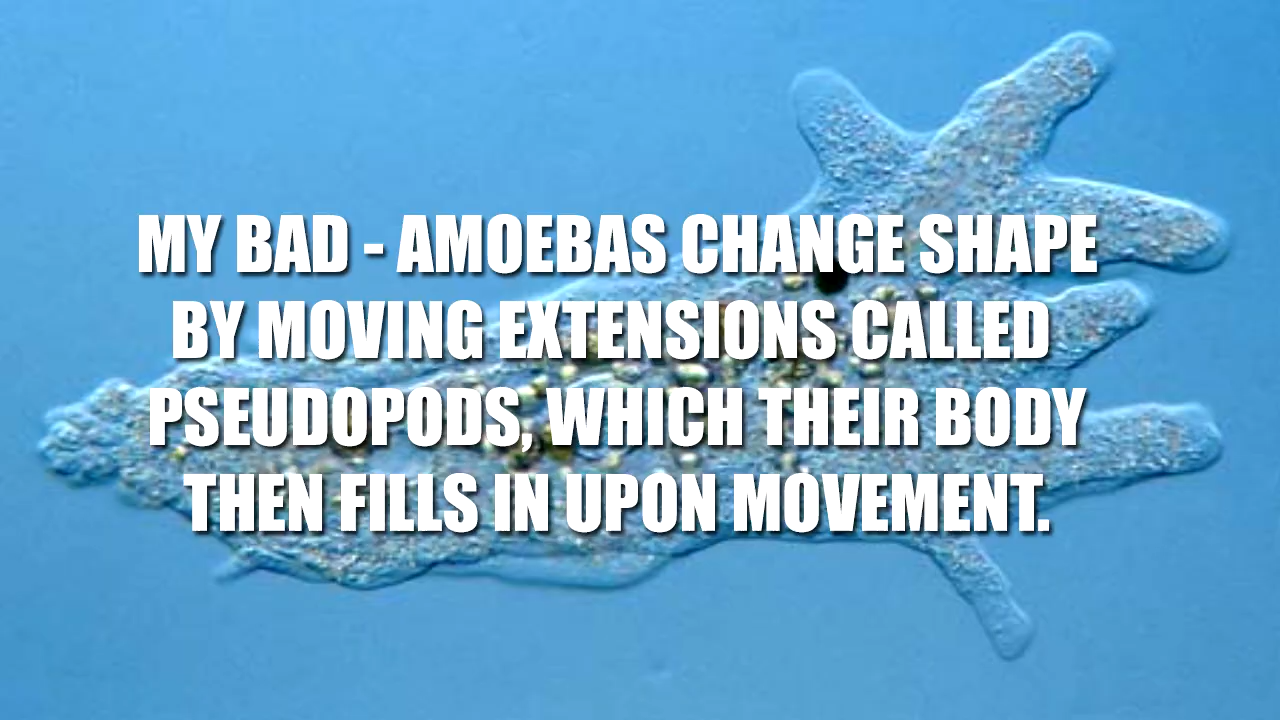 MY BAD - AMOEBAS CHANGE SHAPE
BY MOVING EXTENSIONS CALLED
PSEUDOPODS, WHICH THEIR BODY
THEN FILLS IN UPON MOVEMENT.